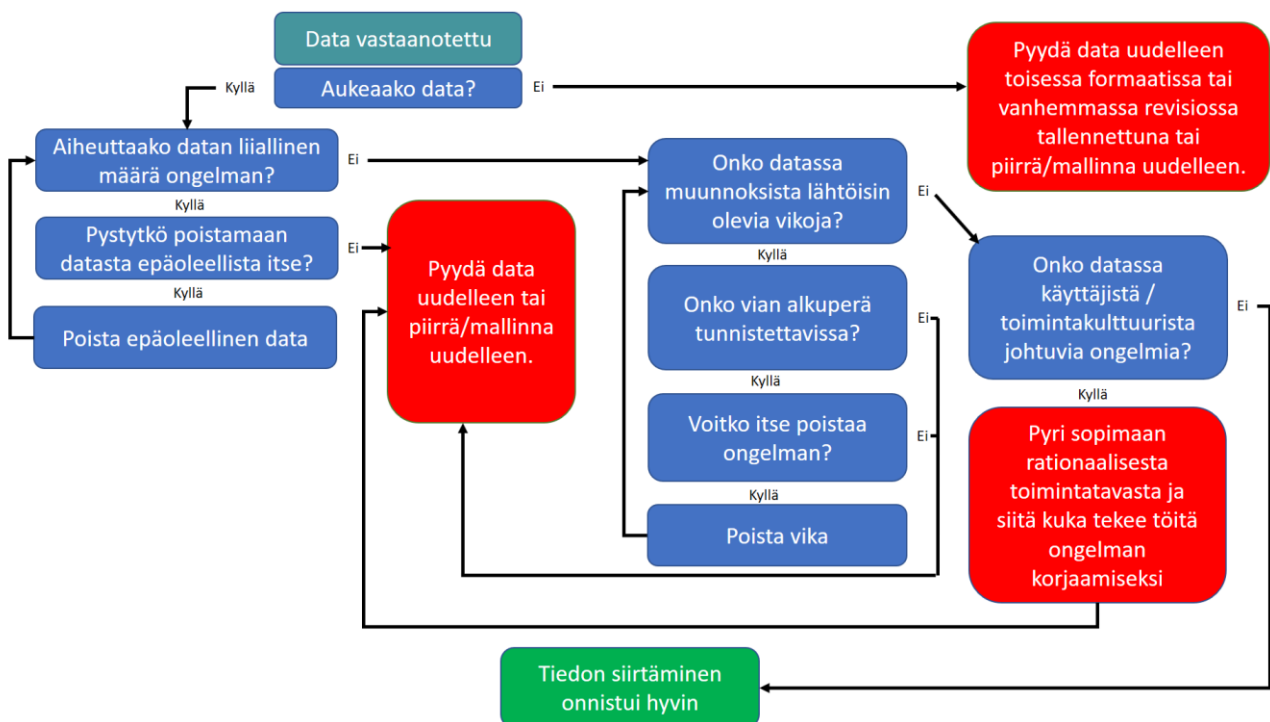 Data vastaanotettu
Aukeaako data?
Kyllä
Ei
Pyydä data uudelleen
toisessa formaatissa tai
vanhemmassa revisiossa
tallennettuna tai
piirrä/mallinna uudelleen.
Aiheuttaako datan liiallinen
määrä ongelman?
Ei
Kyllä
Pystytkö poistamaan
datasta epäoleellista itse?
Ei
Kyllä
Poista epäoleellinen data
Pyydä data
uudelleen tai
piirrä/mallinna
uudelleen.
Onko datassa
muunnoksista lähtöisin
olevia vikoja?
Ei
Kyllä
Onko vian alkuperä
tunnistettavissa?
Ei
Kyllä
Voitko itse poistaa
ongelman?
Ei
Kyllä
Poista vika
Onko datassa
käyttäjistä /
toimintakulttuurista
johtuvia ongelmia?
Ei
Kyllä
Pyri sopimaan
rationaalisesta
toimintatavasta ja
siitä kuka tekee töitä
ongelman
korjaamiseksi
Tiedon siirtäminen
onnistui hyvin